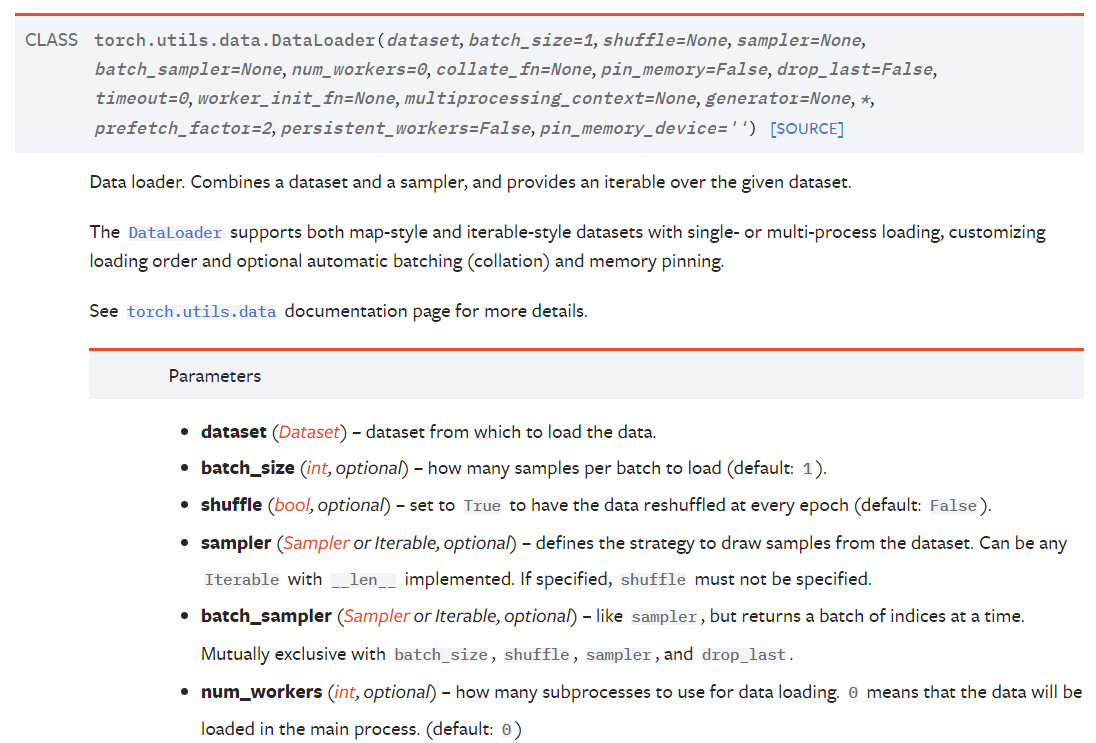 CLASS torch.utils.data.DataLoader(dataset, batch_size=1, shuffle=None, sampler=None,
batch_sampler=None, num_workers=0, collate_fn=None, pin_memory=False, drop_last=False,
timeout=0, worker_init_fn=None, multiprocessing_context=None, generator=None, *,
prefetch_factor=2, persistent_workers=False, pin_memory_device='') [SOURCE]
Data loader. Combines a dataset and a sampler, and provides an iterable over the given dataset.
The DataLoader supports both map-style and iterable-style datasets with single- or multi-process loading, customizing
loading order and optional automatic batching (collation) and memory pinning.
See torch.utils.data documentation page for more details.
Parameters
• dataset (Dataset) – dataset from which to load the data.
• batch_size (int, optional) – how many samples per batch to load (default: 1).
• shuffle (bool, optional) – set to True to have the data reshuffled at every epoch (default: False).
• sampler (Sampler or Iterable, optional) – defines the strategy to draw samples from the dataset. Can be any
Iterable with __len__ implemented. If specified, shuffle must not be specified.
• batch_sampler (Sampler or Iterable, optional) – like sampler, but returns a batch of indices at a time.
Mutually exclusive with batch_size, shuffle, sampler, and drop_last.
• num_workers (int, optional) – how many subprocesses to use for data loading. 0 means that the data will be
loaded in the main process. (default: 0)